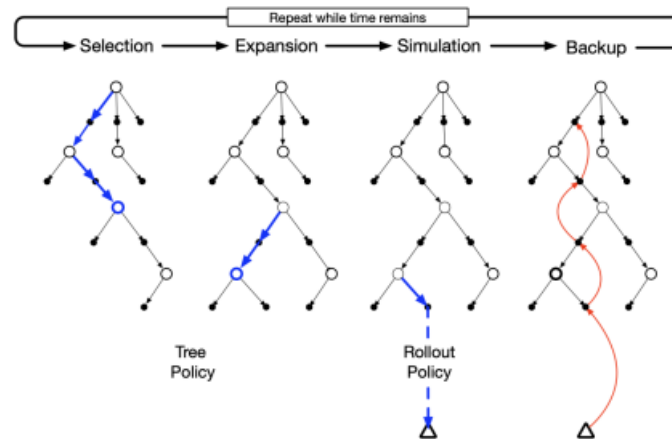 Repeat while time remains
Selection
Expansion
Simulation
Backup
Tree
Policy
Rollout
Policy